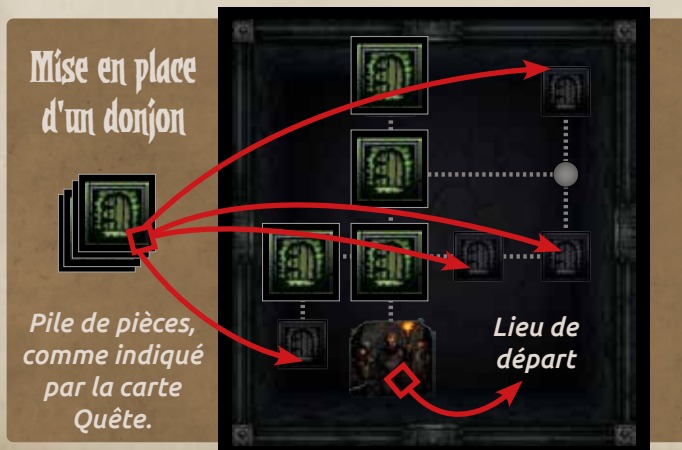 Mise en place
d'un donjon
Pile de pièces,
comme indiqué
par la carte
Quête.
Lieu de
départ